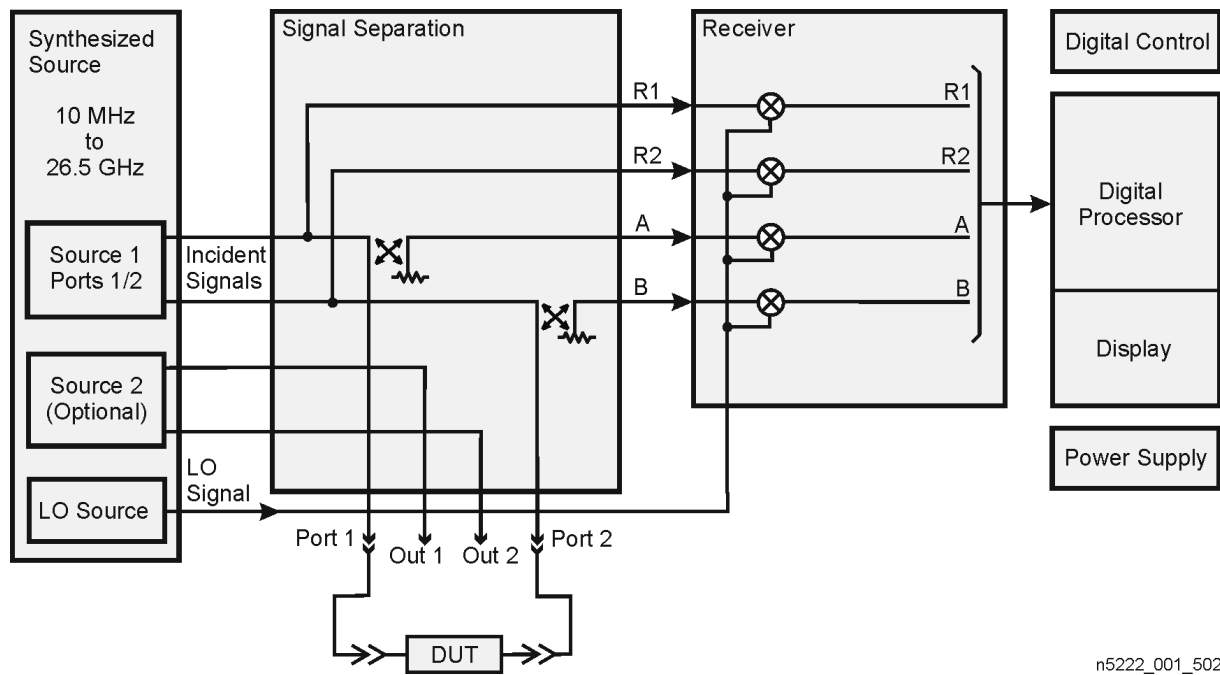 Synthesized
Source
10 MHz
to
26.5 GHz
Source 1
Ports 1/2
Source 2
(Optional)
LO Source
Incident
Signals
LO
Signal
Signal Separation
R1
R2
A
B
Port 1
Out 1
Out 2
Port 2
DUT
Receiver
R1
R2
A
B
Digital Control
Digital
Processor
Display
Power Supply
n5222_001_502